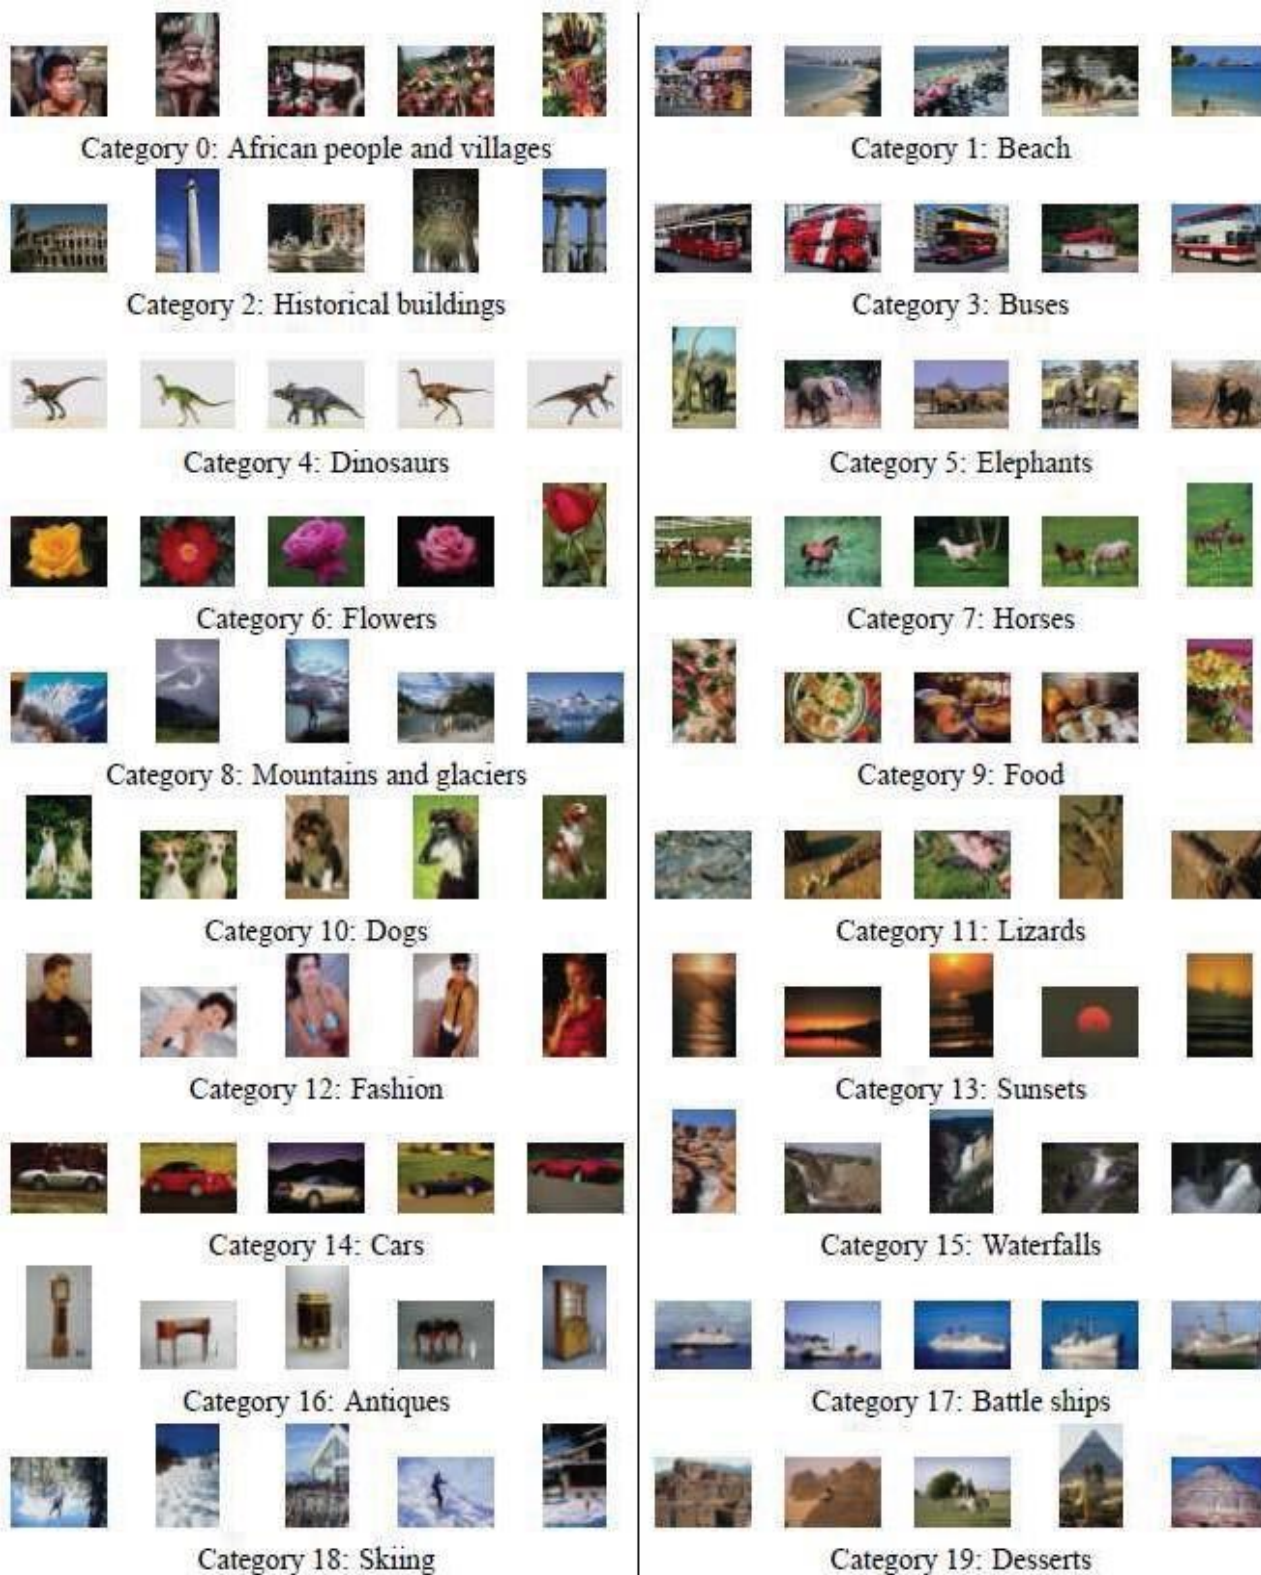 Category 0: African people and villages
Category 1: Beach
Category 2: Historical buildings
Category 3: Buses
Category 4: Dinosaurs
Category 5: Elephants
Category 6: Flowers
Category 7: Horses
Category 8: Mountains and glaciers
Category 9: Food
Category 10: Dogs
Category 11: Lizards
Category 12: Fashion
Category 13: Sunsets
Category 14: Cars
Category 15: Waterfalls
Category 16: Antiques
Category 17: Battle ships
Category 18: Skiing
Category 19: Desserts